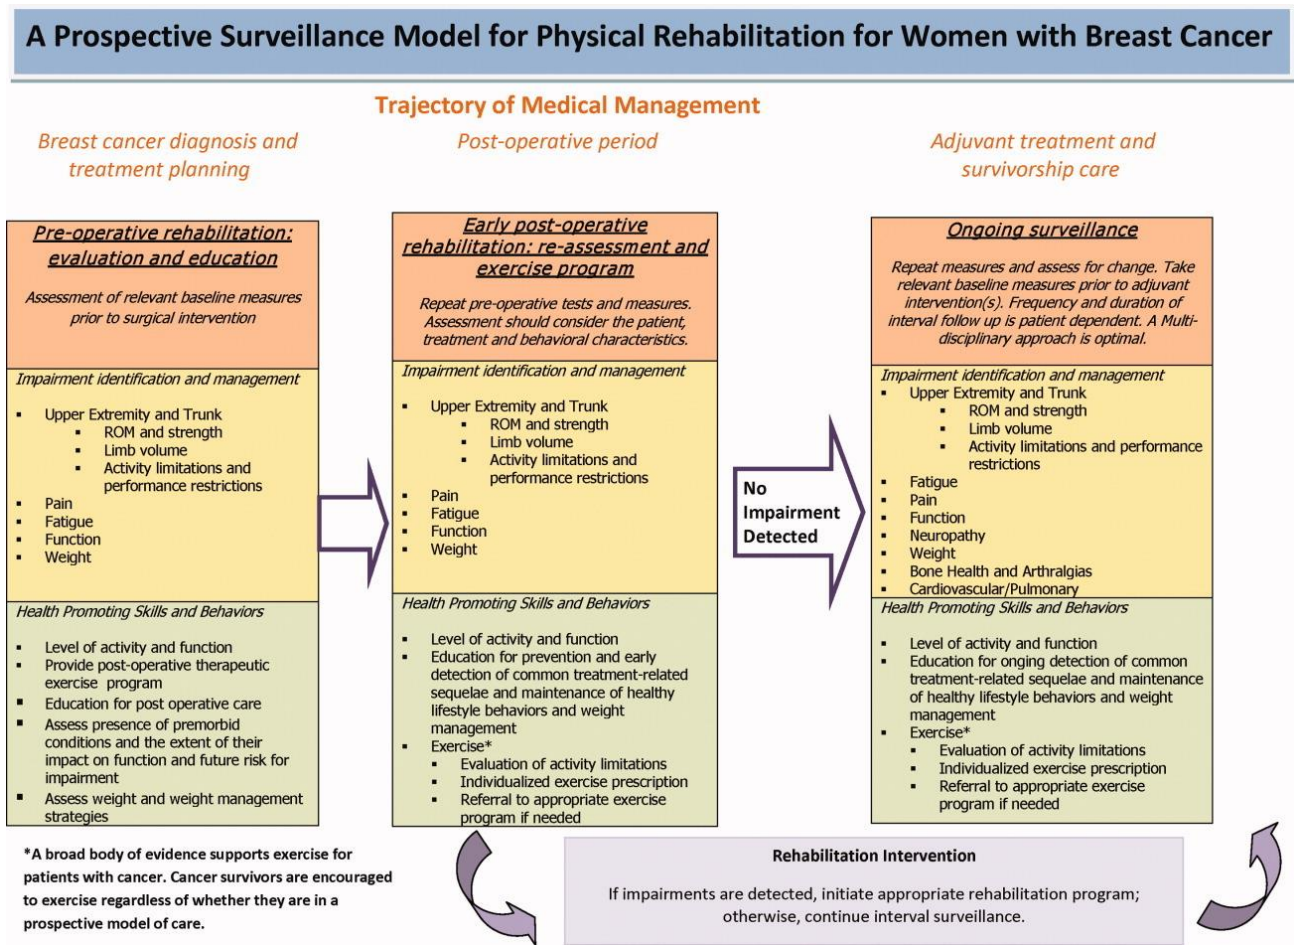 A Prospective Surveillance Model for Physical Rehabilitation for Women with Breast Cancer
Trajectory of Medical Management
Breast cancer diagnosis and
treatment planning
Post-operative period
Adjuvant treatment and
survivorship care
Pre-operative rehabilitation:
evaluation and education
Assessment of relevant baseline measures
prior to surgical intervention
Impairment identification and management
▪ Upper Extremity and Trunk
▪ ROM and strength
▪ Limb volume
▪ Activity limitations and
performance restrictions
▪ Pain
▪ Fatigue
▪ Function
▪ Weight
Health Promoting Skills and Behaviors
▪ Level of activity and function
▪ Provide post-operative therapeutic
exercise program
▪ Education for post operative care
▪ Assess presence of premorbid
conditions and the extent of their
impact on function and future risk for
impairment
▪ Assess weight and weight management
strategies
Early post-operative
rehabilitation: re-assessment and
exercise program
Repeat pre-operative tests and measures.
Assessment should consider the patient,
treatment and behavioral characteristics.
Impairment identification and management
▪ Upper Extremity and Trunk
▪ ROM and strength
▪ Limb volume
▪ Activity limitations and
performance restrictions
▪ Pain
▪ Fatigue
▪ Function
▪ Weight
Health Promoting Skills and Behaviors
▪ Level of activity and function
▪ Education for prevention and early
detection of common treatment-related
sequelae and maintenance of healthy
lifestyle behaviors and weight
management
▪ Exercise*
▪ Evaluation of activity limitations
▪ Individualized exercise prescription
▪ Referral to appropriate exercise
program if needed
No
Impairment
Detected
Ongoing surveillance
Repeat measures and assess for change. Take
relevant baseline measures prior to adjuvant
intervention(s). Frequency and duration of
interval follow up is patient dependent. A Multi-
disciplinary approach is optimal.
Impairment identification and management
▪ Upper Extremity and Trunk
▪ ROM and strength
▪ Limb volume
▪ Activity limitations and performance
restrictions
▪ Fatigue
▪ Pain
▪ Function
▪ Neuropathy
▪ Weight
▪ Bone Health and Arthralgias
▪ Cardiovascular/Pulmonary
Health Promoting Skills and Behaviors
▪ Level of activity and function
▪ Education for onging detection of common
treatment-related sequelae and maintenance
of healthy lifestyle behaviors and weight
management
▪ Exercise*
▪ Evaluation of activity limitations
▪ Individualized exercise prescription
▪ Referral to appropriate exercise
program if needed
*A broad body of evidence supports exercise for
patients with cancer. Cancer survivors are encouraged
to exercise regardless of whether they are in a
prospective model of care.
Rehabilitation Intervention
If impairments are detected, initiate appropriate rehabilitation program;
otherwise, continue interval surveillance.